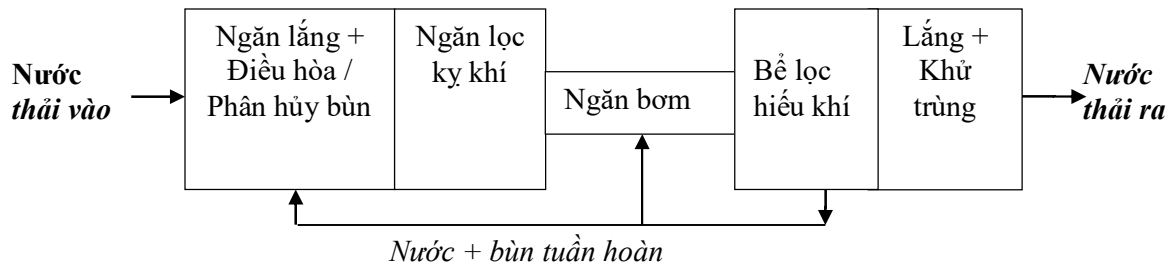 Nước
thải vào
Ngăn lắng +
Điều hòa /
Phân hủy bùn
Ngăn lọc
kỵ khí
Ngăn bơm
Bể lọc
hiếu khí
Lắng +
Khử
trùng
Nước
thải ra
Nước + bùn tuần hoàn